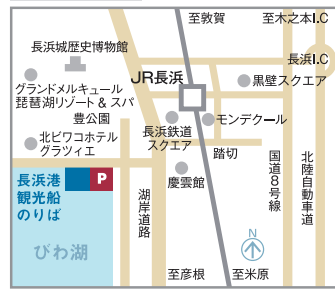 至敦賀
至木之本I.C
長浜城歴史博物館
長浜I.C
JR長浜
黒壁スクエア
グランドメルキュール
琵琶湖リゾート&スパ
豊公園
長浜鉄道
スクエア
モンデクール
北ビワコホテル
グラツィエ
踏切
慶雲館
長浜港
観光船
のりば
P
湖岸道路
国道8号線
北陸自動車道
びわ湖
N
至彦根
至米原